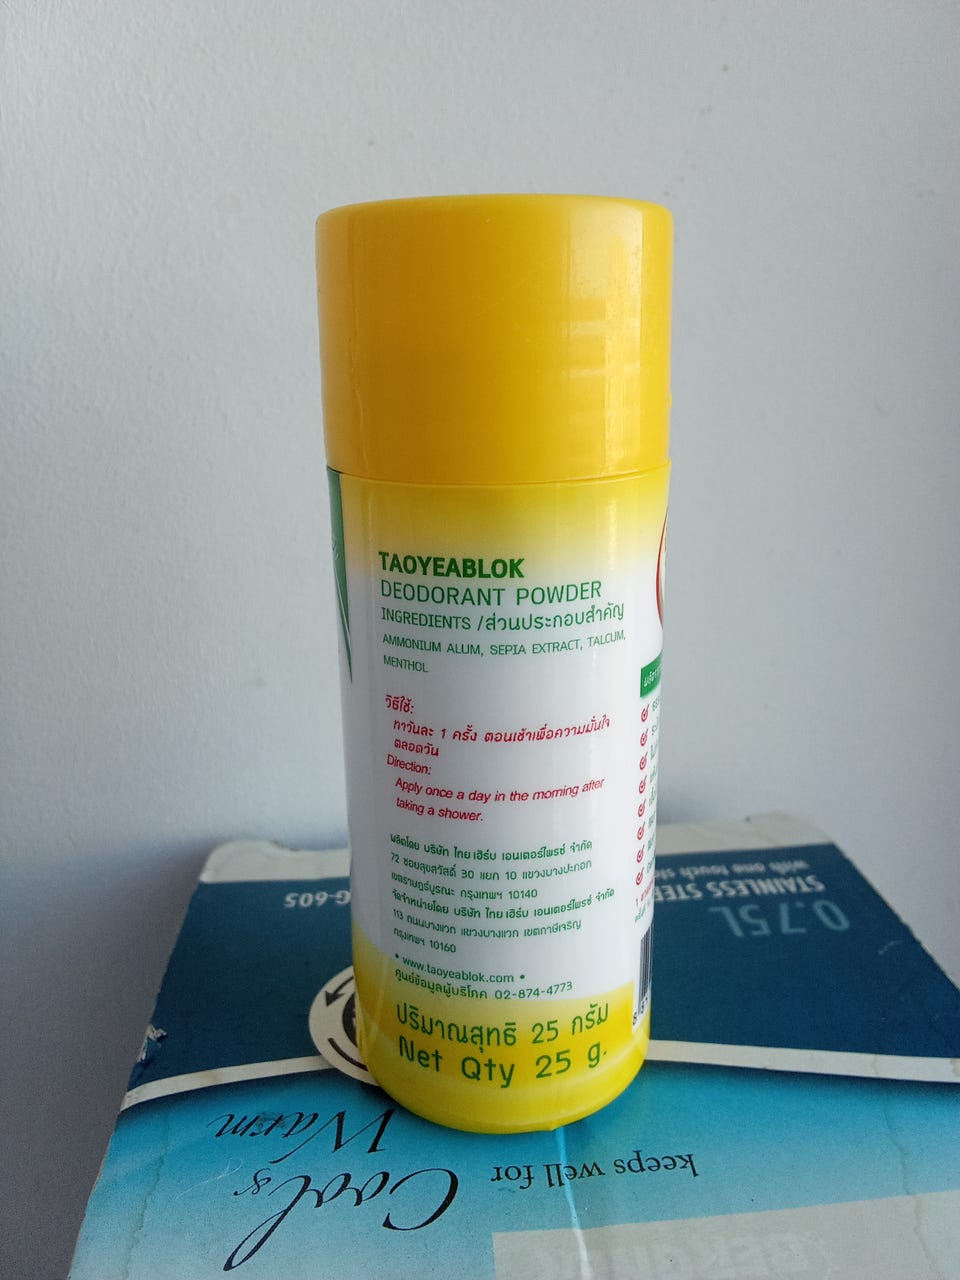 TAOYEABLOK
DEODORANT POWDER
INGREDIENTS /ส่วนประกอบสำคัญ
AMMONIUM ALUM, SEPIA EXTRACT, TALCUM,
MENTHOL
วิธีใช้:
ทาวันละ 1 ครั้ง ตอนเช้าเพื่อความมั่นใจ
ตลอดวัน
Direction:
Apply once a day in the morning after
taking a shower.
ผลิตโดย บริษัท ไทย เฮิร์บ เอนเตอร์ไพรซ์ จำกัด
72 ซอยสุขสวัสดิ์ 30 แยก 10 แขวงบางปะกอก
เขตราษฎร์บูรณะ กรุงเทพฯ 10140
จัดจำหน่ายโดย บริษัท ไทย เฮิร์บ เอนเตอร์ไพรซ์ จำกัด
113 ถนนบางแวก แขวงบางแวก เขตภาษีเจริญ
กรุงเทพฯ 10160
• www.taoyeablok.com •
ศูนย์ข้อมูลผู้บริโภค 02-874-4773
ปริมาณสุทธิ 25 กรัม
Net Qty 25 g.
G-605
0.75L
STAINLESS STE
with one touch
keeps well for
Cool &
Warm